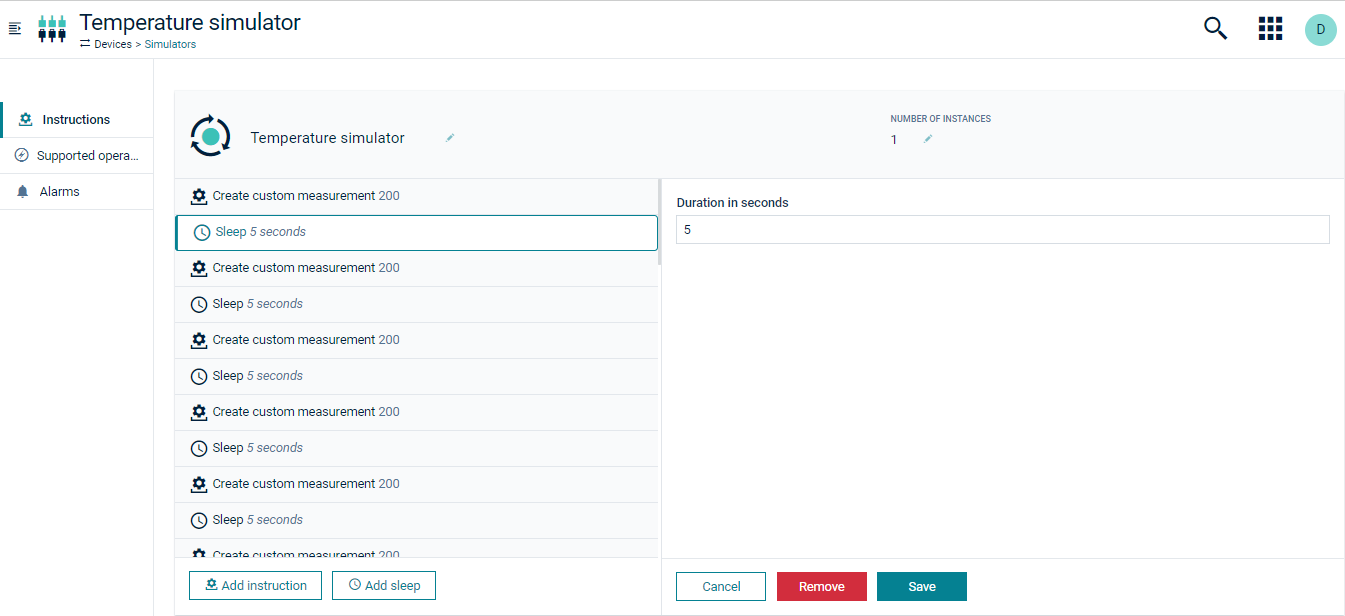 Temperature simulator
Devices > Simulators
D
Instructions
Supported opera...
Alarms
Temperature simulator
NUMBER OF INSTANCES
1
Create custom measurement 200
Sleep 5 seconds
Create custom measurement 200
Sleep 5 seconds
Create custom measurement 200
Sleep 5 seconds
Create custom measurement 200
Sleep 5 seconds
Create custom measurement 200
Sleep 5 seconds
Create custom measurement 200
Add instruction
Add sleep
Duration in seconds
5
Cancel
Remove
Save